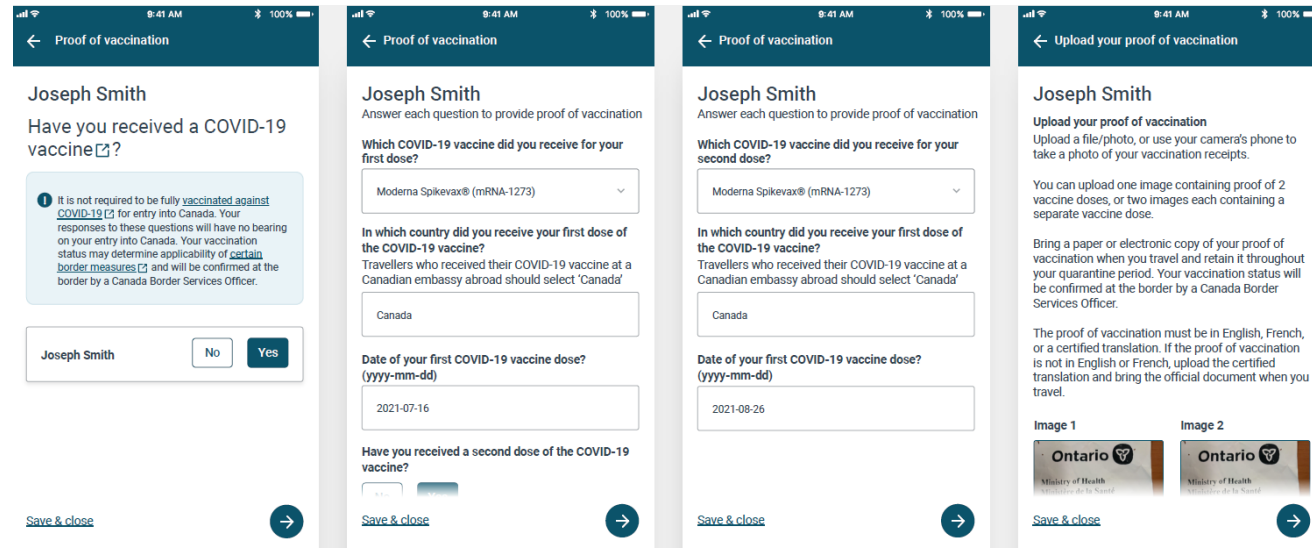 9:41 AM
100%
Proof of vaccination
Joseph Smith
Have you received a COVID-19
vaccine?
It is not required to be fully vaccinated against
COVID-19 for entry into Canada. Your
responses to these questions will have no bearing
on your entry into Canada. Your vaccination
status may determine applicability of certain
border measures and will be confirmed at the
border by a Canada Border Services Officer.
Joseph Smith
No
Yes
Save & close
9:41 AM
100%
Proof of vaccination
Joseph Smith
Answer each question to provide proof of vaccination
Which COVID-19 vaccine did you receive for your
first dose?
Moderna Spikevax® (mRNA-1273)
In which country did you receive your first dose of
the COVID-19 vaccine?
Travellers who received their COVID-19 vaccine at a
Canadian embassy abroad should select ‘Canada’
Canada
Date of your first COVID-19 vaccine dose?
(yyyy-mm-dd)
2021-07-16
Have you received a second dose of the COVID-19
vaccine?
No
Yes
Save & close
9:41 AM
100%
Proof of vaccination
Joseph Smith
Answer each question to provide proof of vaccination
Which COVID-19 vaccine did you receive for your
second dose?
Moderna Spikevax® (mRNA-1273)
In which country did you receive your first dose of
the COVID-19 vaccine?
Travellers who received their COVID-19 vaccine at a
Canadian embassy abroad should select ‘Canada’
Canada
Date of your first COVID-19 vaccine dose?
(yyyy-mm-dd)
2021-08-26
Save & close
9:41 AM
100%
Upload your proof of vaccination
Joseph Smith
Upload your proof of vaccination
Upload a file/photo, or use your camera's phone to
take a photo of your vaccination receipts.
You can upload one image containing proof of 2
vaccine doses, or two images each containing a
separate vaccine dose.
Bring a paper or electronic copy of your proof of
vaccination when you travel and retain it throughout
your quarantine period. Your vaccination status will
be confirmed at the border by a Canada Border
Services Officer.
The proof of vaccination must be in English, French,
or a certified translation. If the proof of vaccination
is not in English or French, upload the certified
translation and bring the official document when you
travel.
Image 1
Image 2
Ontario
Ministry of Health
Ministère de la Santé
Ontario
Ministry of Health
Ministère de la Santé
Save & close